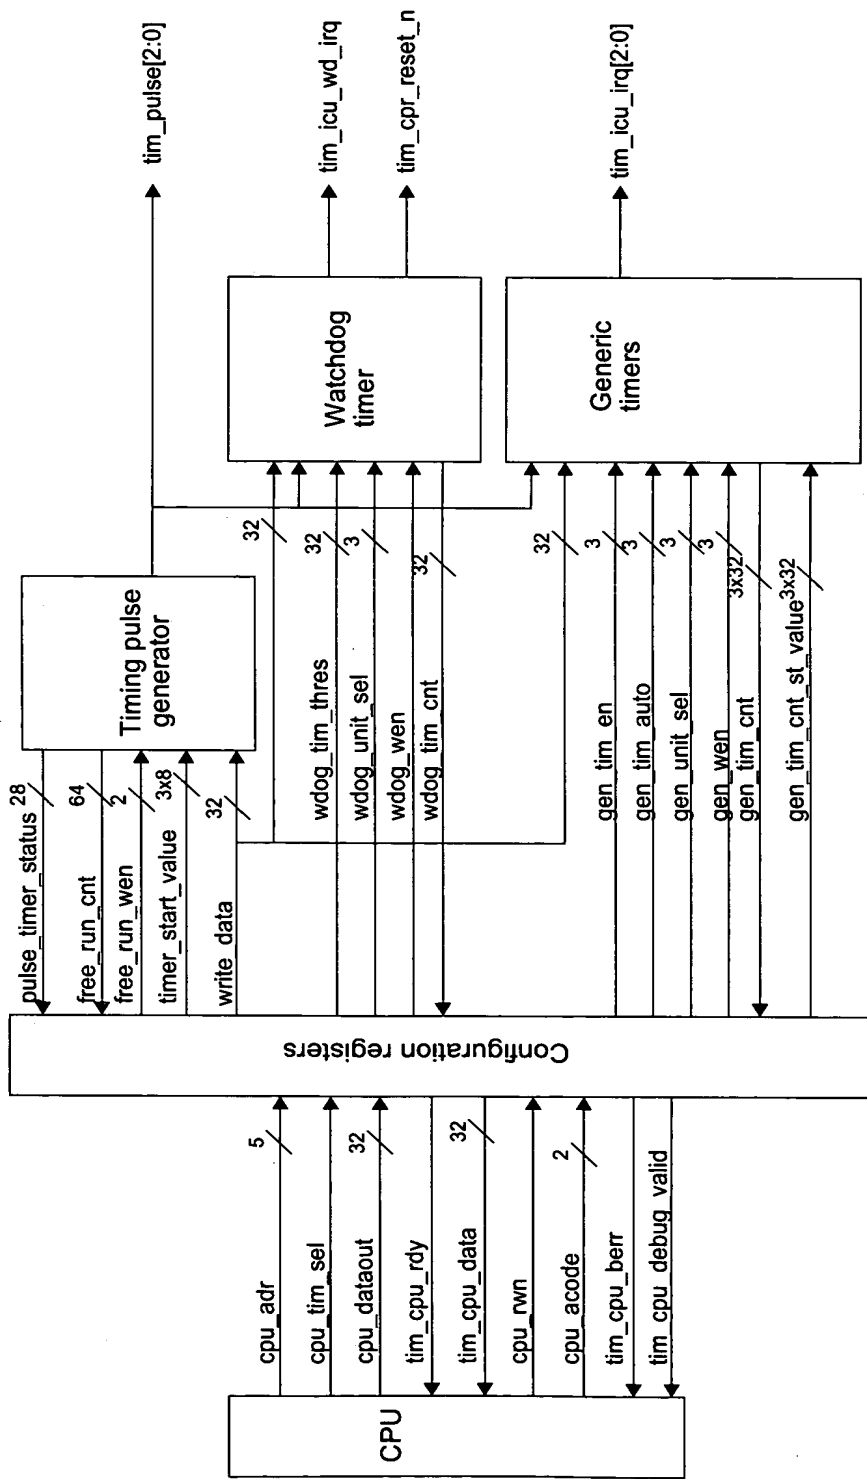 CPU
cpu_adr
5
cpu_tim_sel
cpu_dataout
32
tim_cpu_rdy
tim_cpu_data
32
cpu_rwn
cpu_acode
2
tim_cpu_berr
tim_cpu_debug_valid
Configuration registers
pulse_timer_status
28
free_run_cnt
64
free_run_wen
2
timer_start_value
3x8
write_data
32
Timing pulse
generator
tim_pulse[2:0]
32
wdog_tim_thres
32
wdog_unit_sel
3
wdog_wen
wdog_tim_cnt
32
Watchdog
timer
tim_icu_wd_irq
tim_cpr_reset_n
32
gen_tim_en
3
gen_tim_auto
3
gen_unit_sel
3
gen_wen
3
gen_tim_cnt
3x32
gen_tim_cnt_st_value
3x32
Generic
timers
tim_icu_irq[2:0]